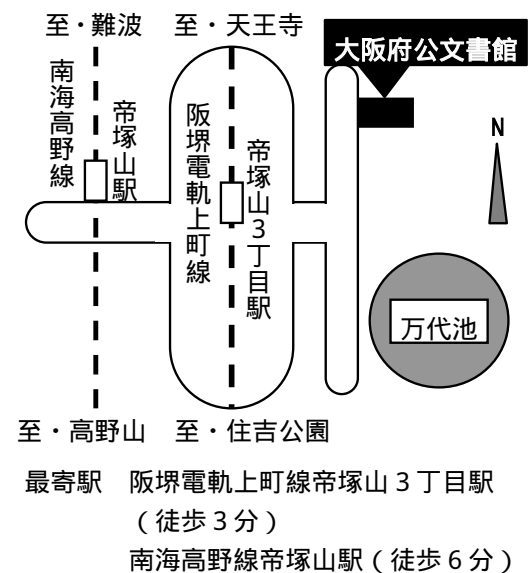 至・難波
至・天王寺
大阪府公文書館
南海高野線
帝塚山駅
阪堺電軌上町線
帝塚山3丁目駅
N
万代池
至・高野山
至・住吉公園
最寄駅　阪堺電軌上町線帝塚山３丁目駅
（徒歩３分）
南海高野線帝塚山駅（徒歩６分）